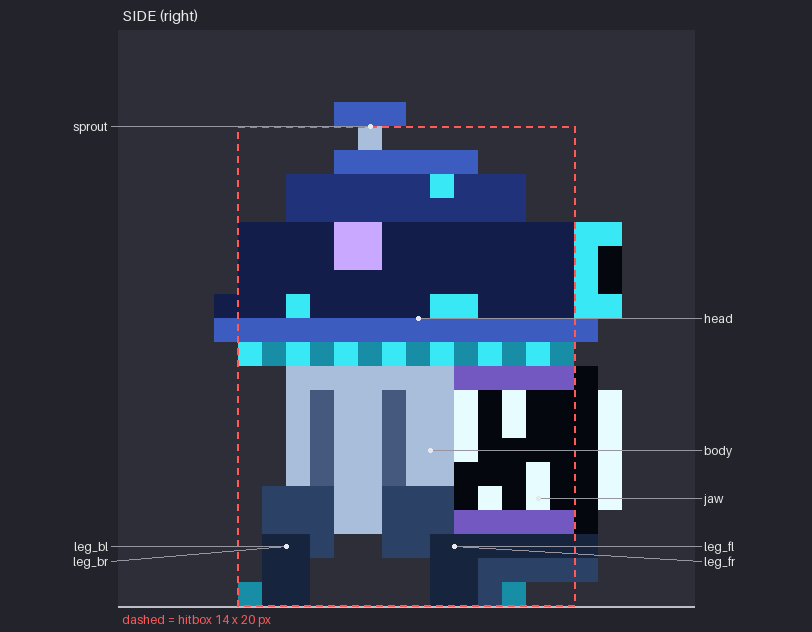 SIDE (right)
sprout
head
body
jaw
leg_bl
leg_fl
leg_br
leg_fr
dashed = hitbox 14 x 20 px